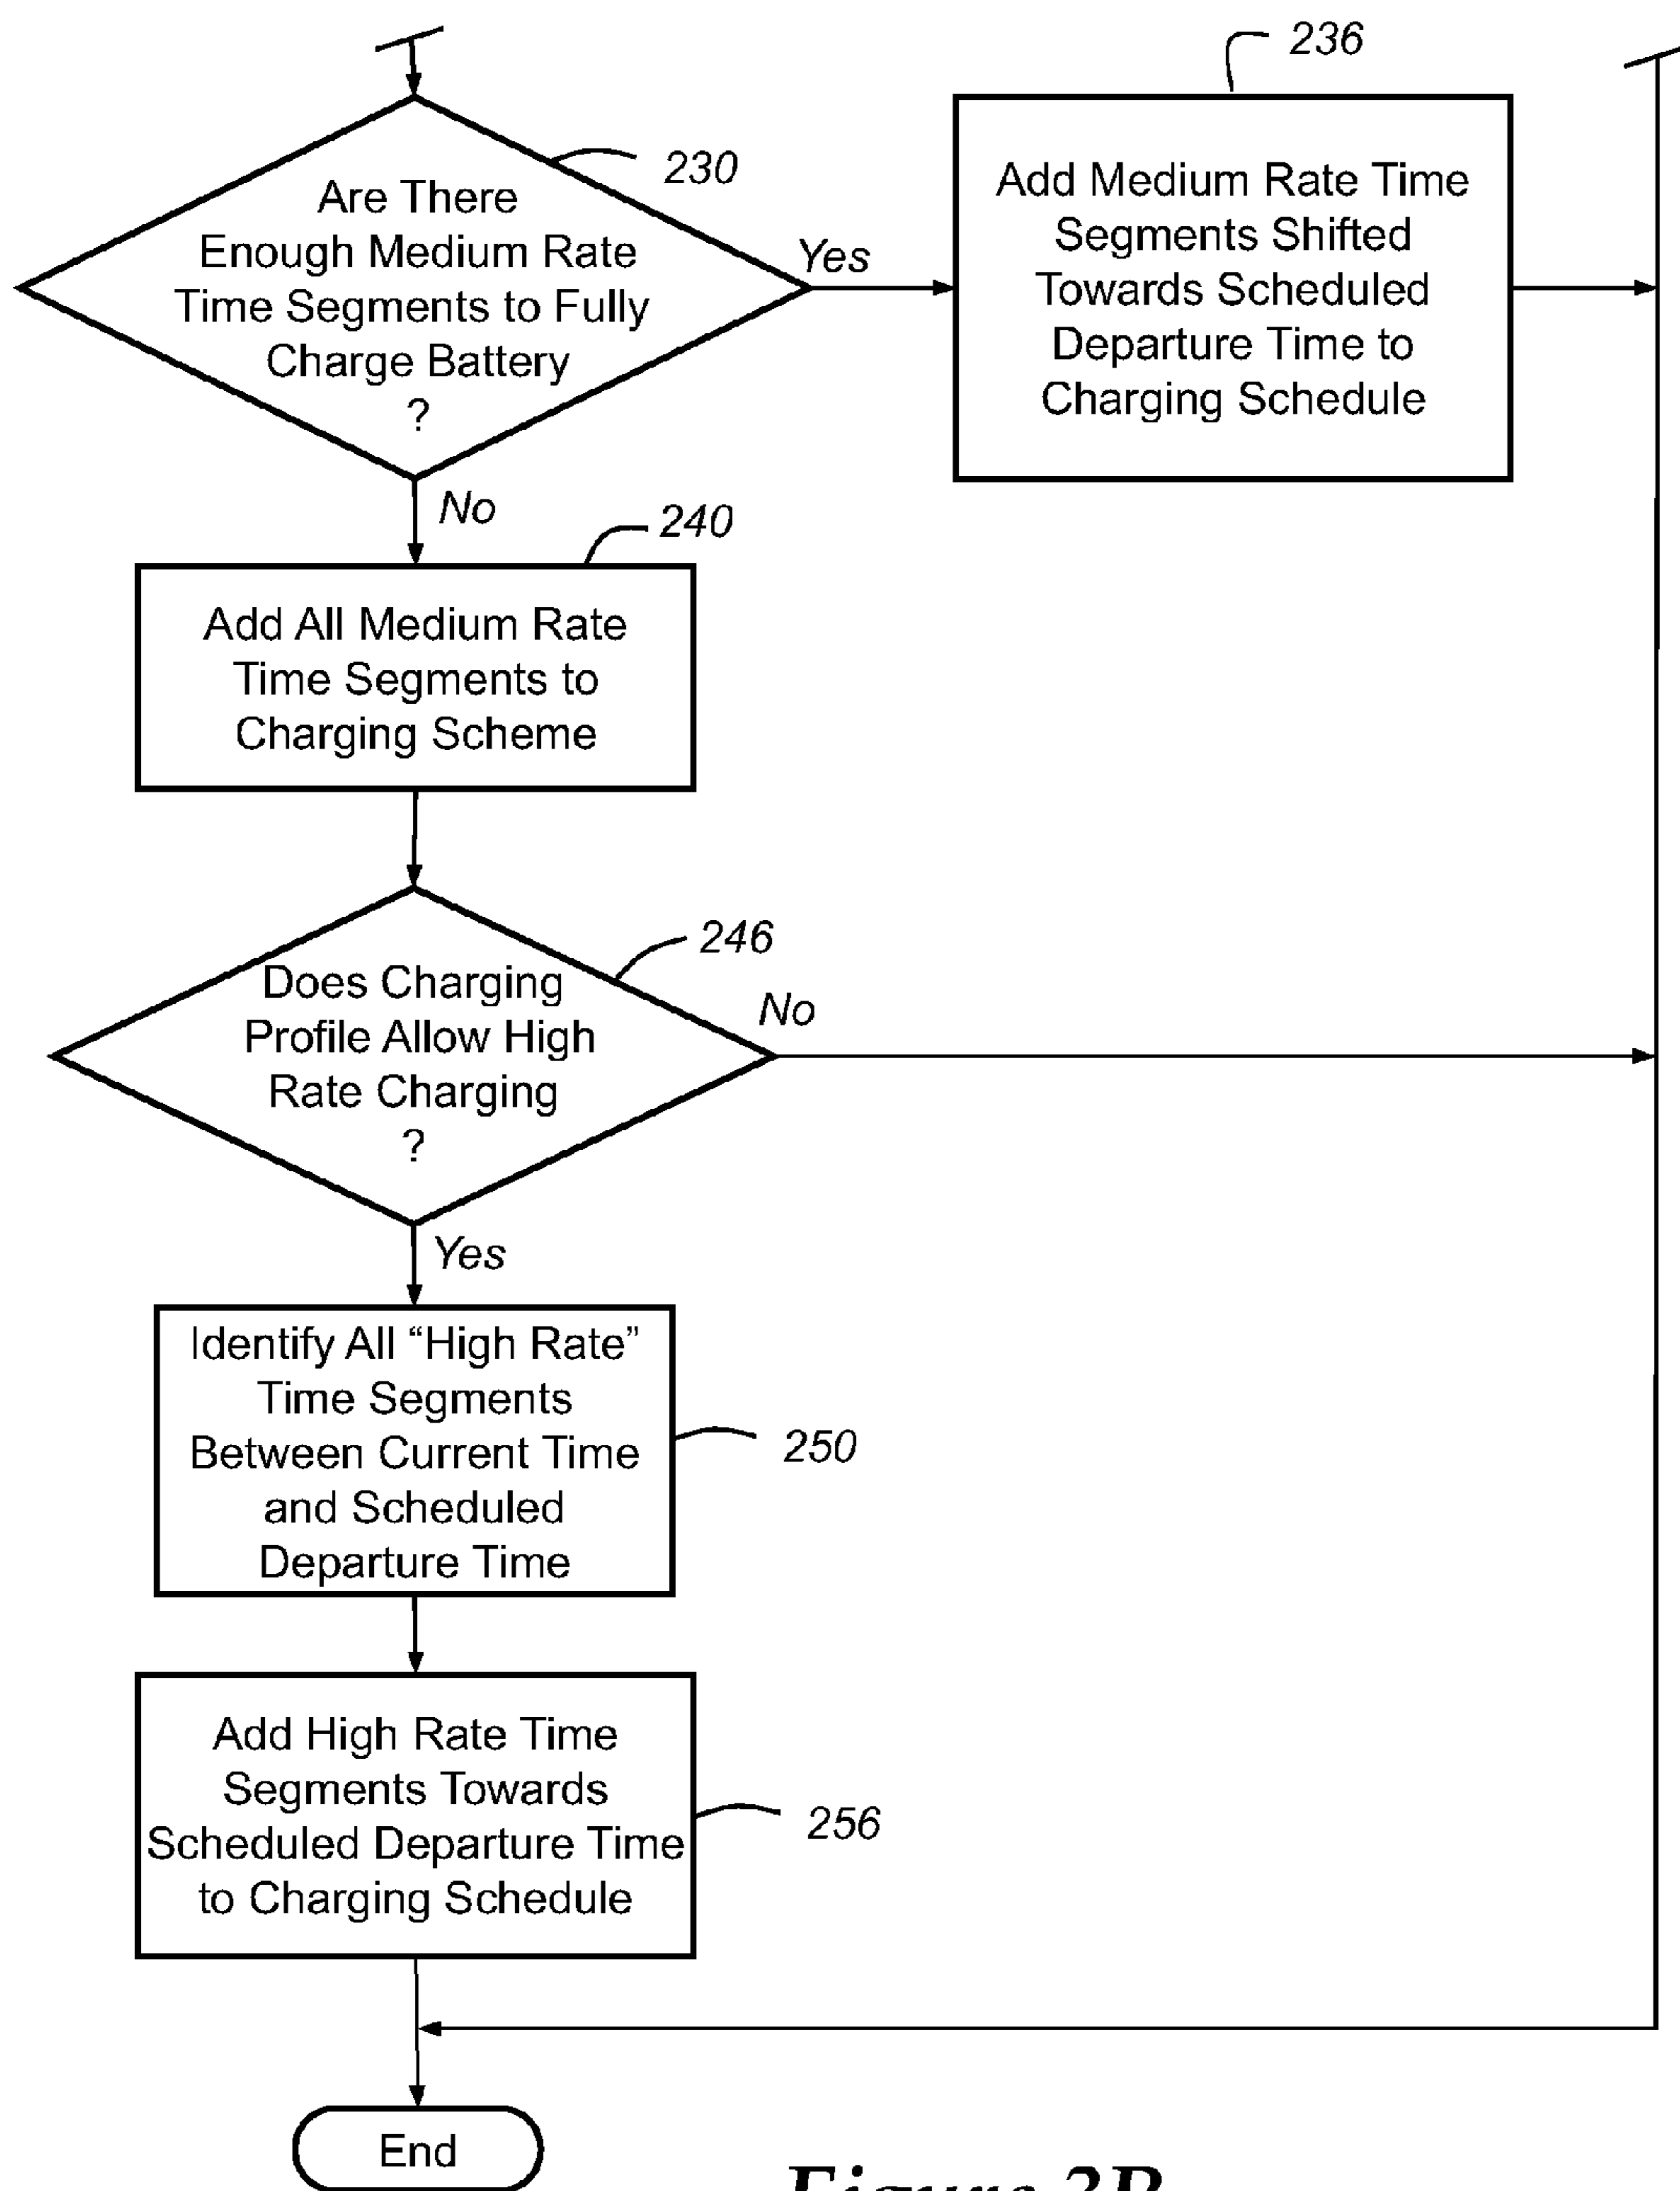 236
230
Are There
Enough Medium Rate
Time Segments to Fully
Charge Battery
?
Yes
Add Medium Rate Time
Segments Shifted
Towards Scheduled
Departure Time to
Charging Schedule
No
240
Add All Medium Rate
Time Segments to
Charging Scheme
246
Does Charging
Profile Allow High
Rate Charging
?
No
Yes
Identify All “High Rate”
Time Segments
Between Current Time
and Scheduled
Departure Time
250
Add High Rate Time
Segments Towards
Scheduled Departure Time
to Charging Schedule
256
End